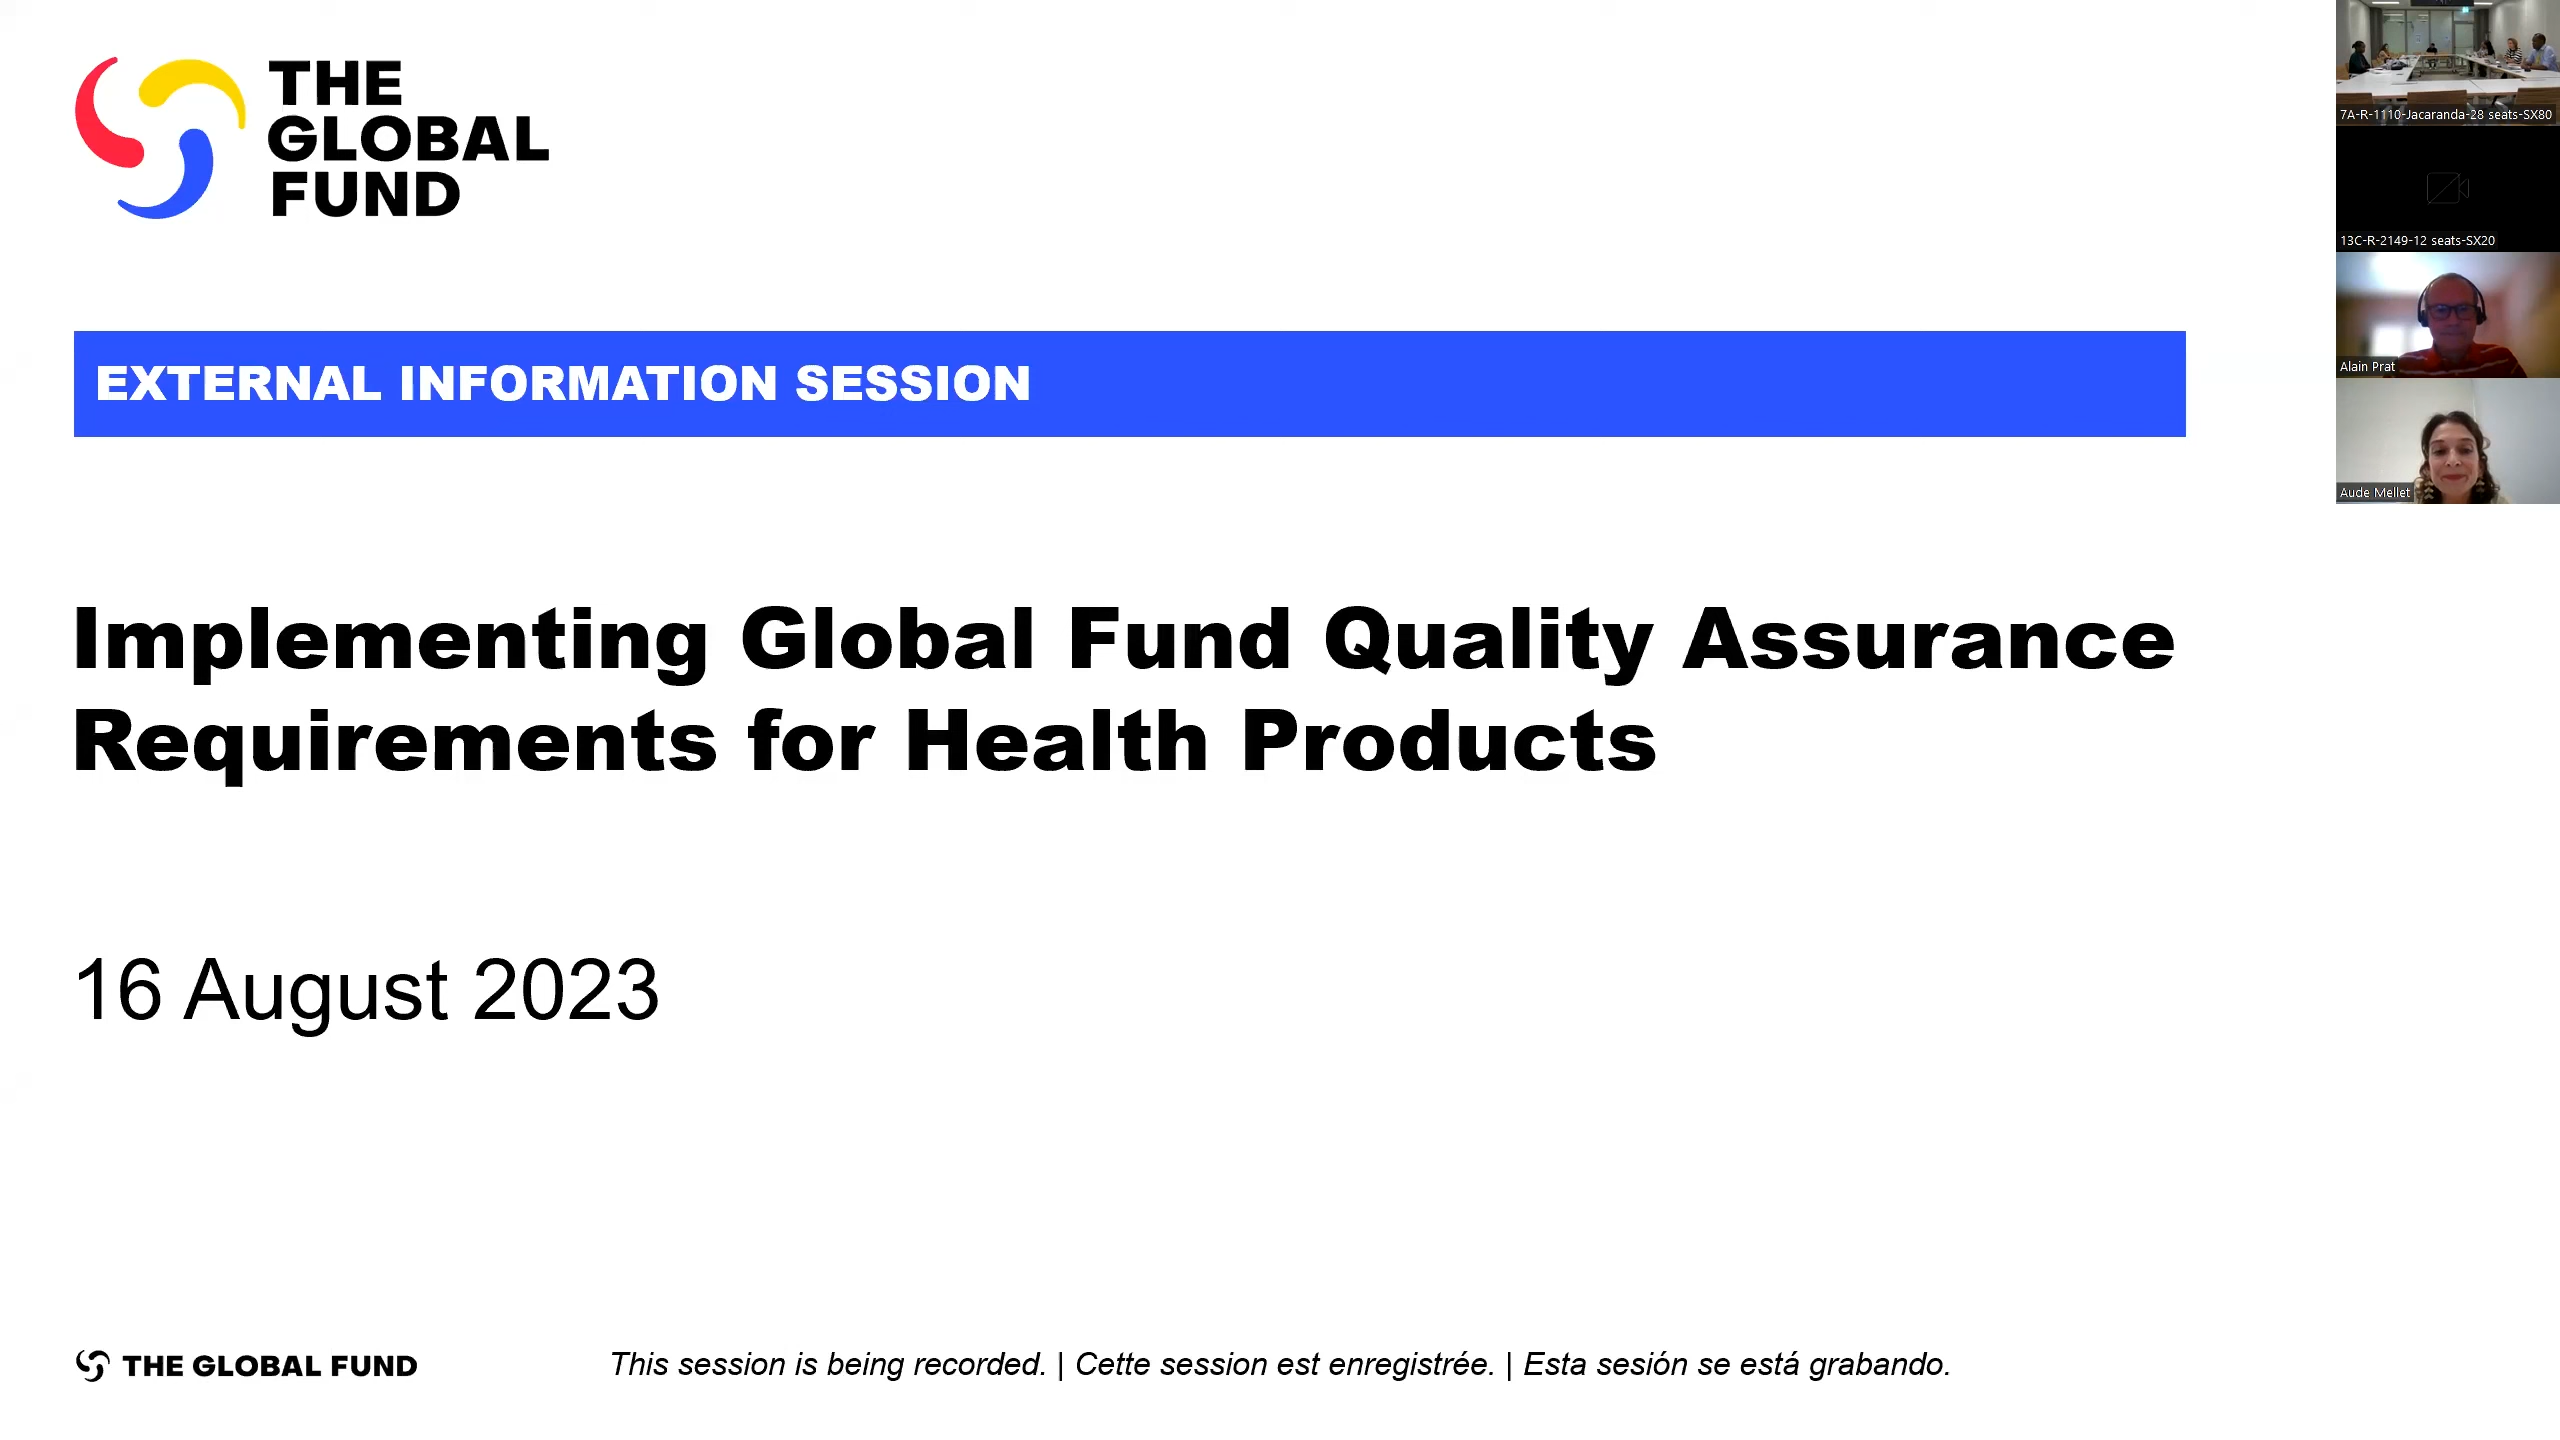 THE
GLOBAL
FUND
EXTERNAL INFORMATION SESSION
Implementing Global Fund Quality Assurance
Requirements for Health Products
16 August 2023
THE GLOBAL FUND
This session is being recorded. | Cette session est enregistrée. | Esta sesión se está grabando.
7A-R-1110-Jacaranda-28 seats-SX80
13C-R-2149-12 seats-SX20
Alain Prat
Aude Mellet